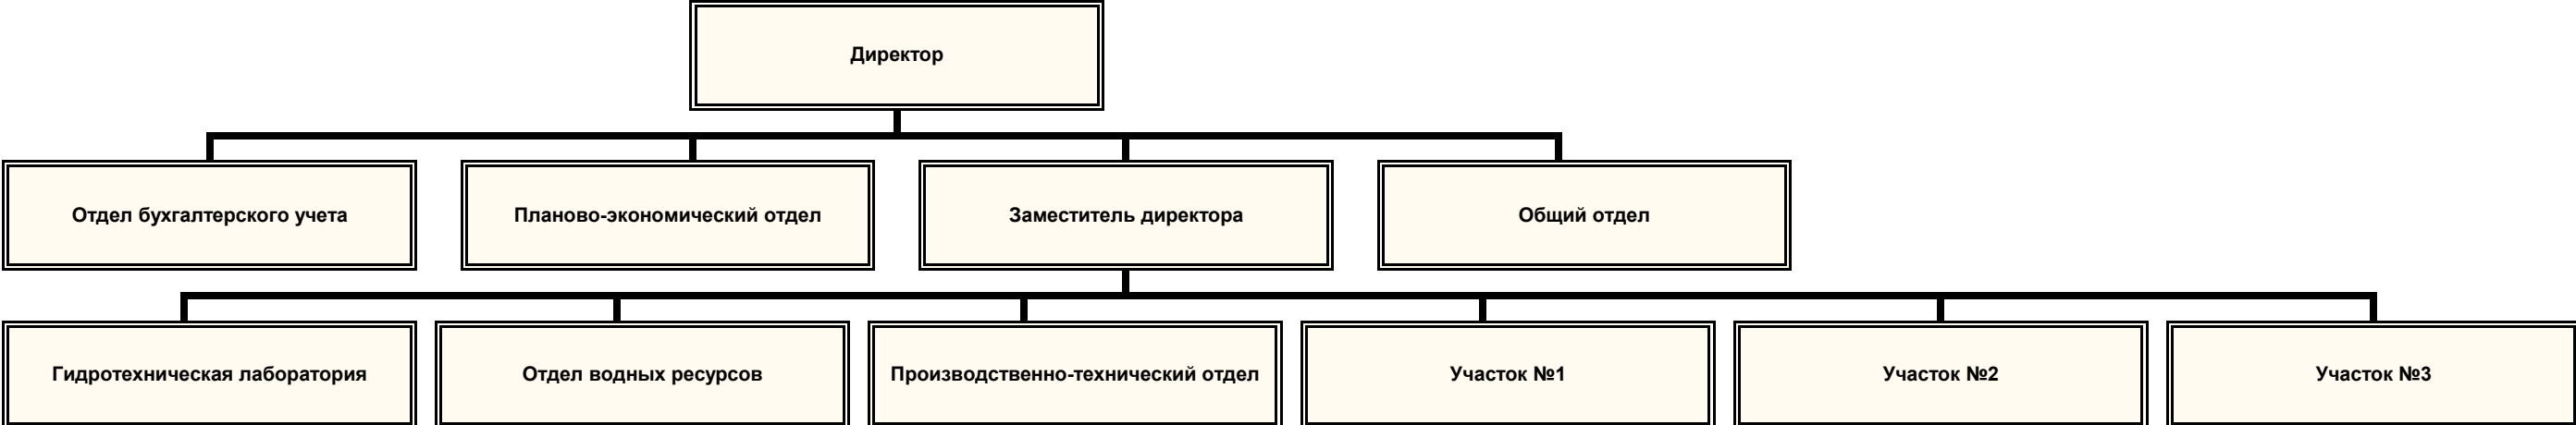 Директор
Отдел бухгалтерского учета
Планово-экономический отдел
Заместитель директора
Общий отдел
Гидротехническая лаборатория
Отдел водных ресурсов
Производственно-технический отдел
Участок №1
Участок №2
Участок №3